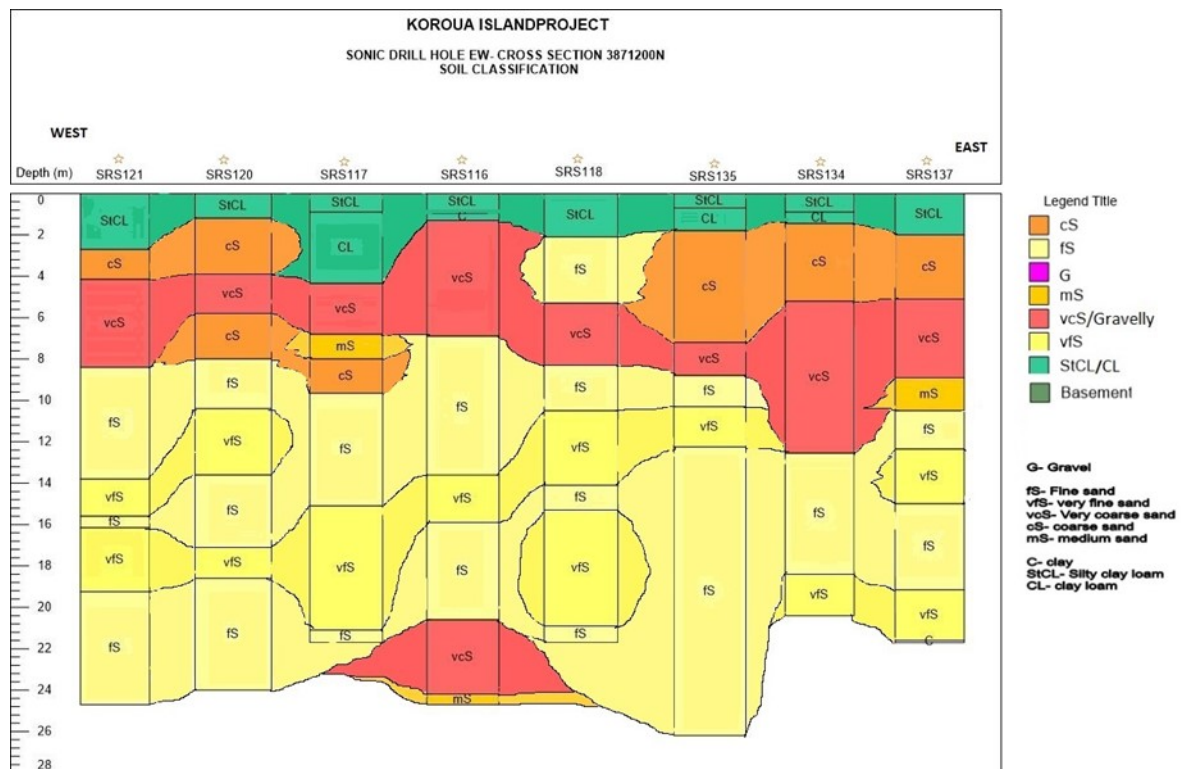 KOROUA ISLANDPROJECT
SONIC DRILL HOLE EW- CROSS SECTION 3871200N
SOIL CLASSIFICATION
WEST
EAST
Depth (m)
SRS121
SRS120
SRS117
SRS116
SRS118
SRS135
SRS134
SRS137
0
2
4
6
8
10
12
14
16
18
20
22
24
26
28
StCL
cS
vcS
fS
vfS
fS
vfS
fS
StCL
cS
vcS
cS
fS
vfS
fS
vfS
fS
StCL
CL
vcS
mS
cS
fS
vfS
fS
StCL
C
vcS
fS
vfS
fS
vcS
mS
StCL
fS
vcS
fS
vfS
fS
vfS
fS
StCL
CL
cS
vcS
fS
vfS
fS
StCL
CL
cS
vcS
fS
vfS
StCL
cS
vcS
mS
fS
vfS
fS
vfS
C
Legend Title
cS
fS
G
mS
vcS/Gravelly
vfS
StCL/CL
Basement
G- Gravel
fS- Fine sand
vfS- very fine sand
vcS- Very coarse sand
cS- coarse sand
mS- medium sand
C- clay
StCL- Silty clay loam
CL- clay loam